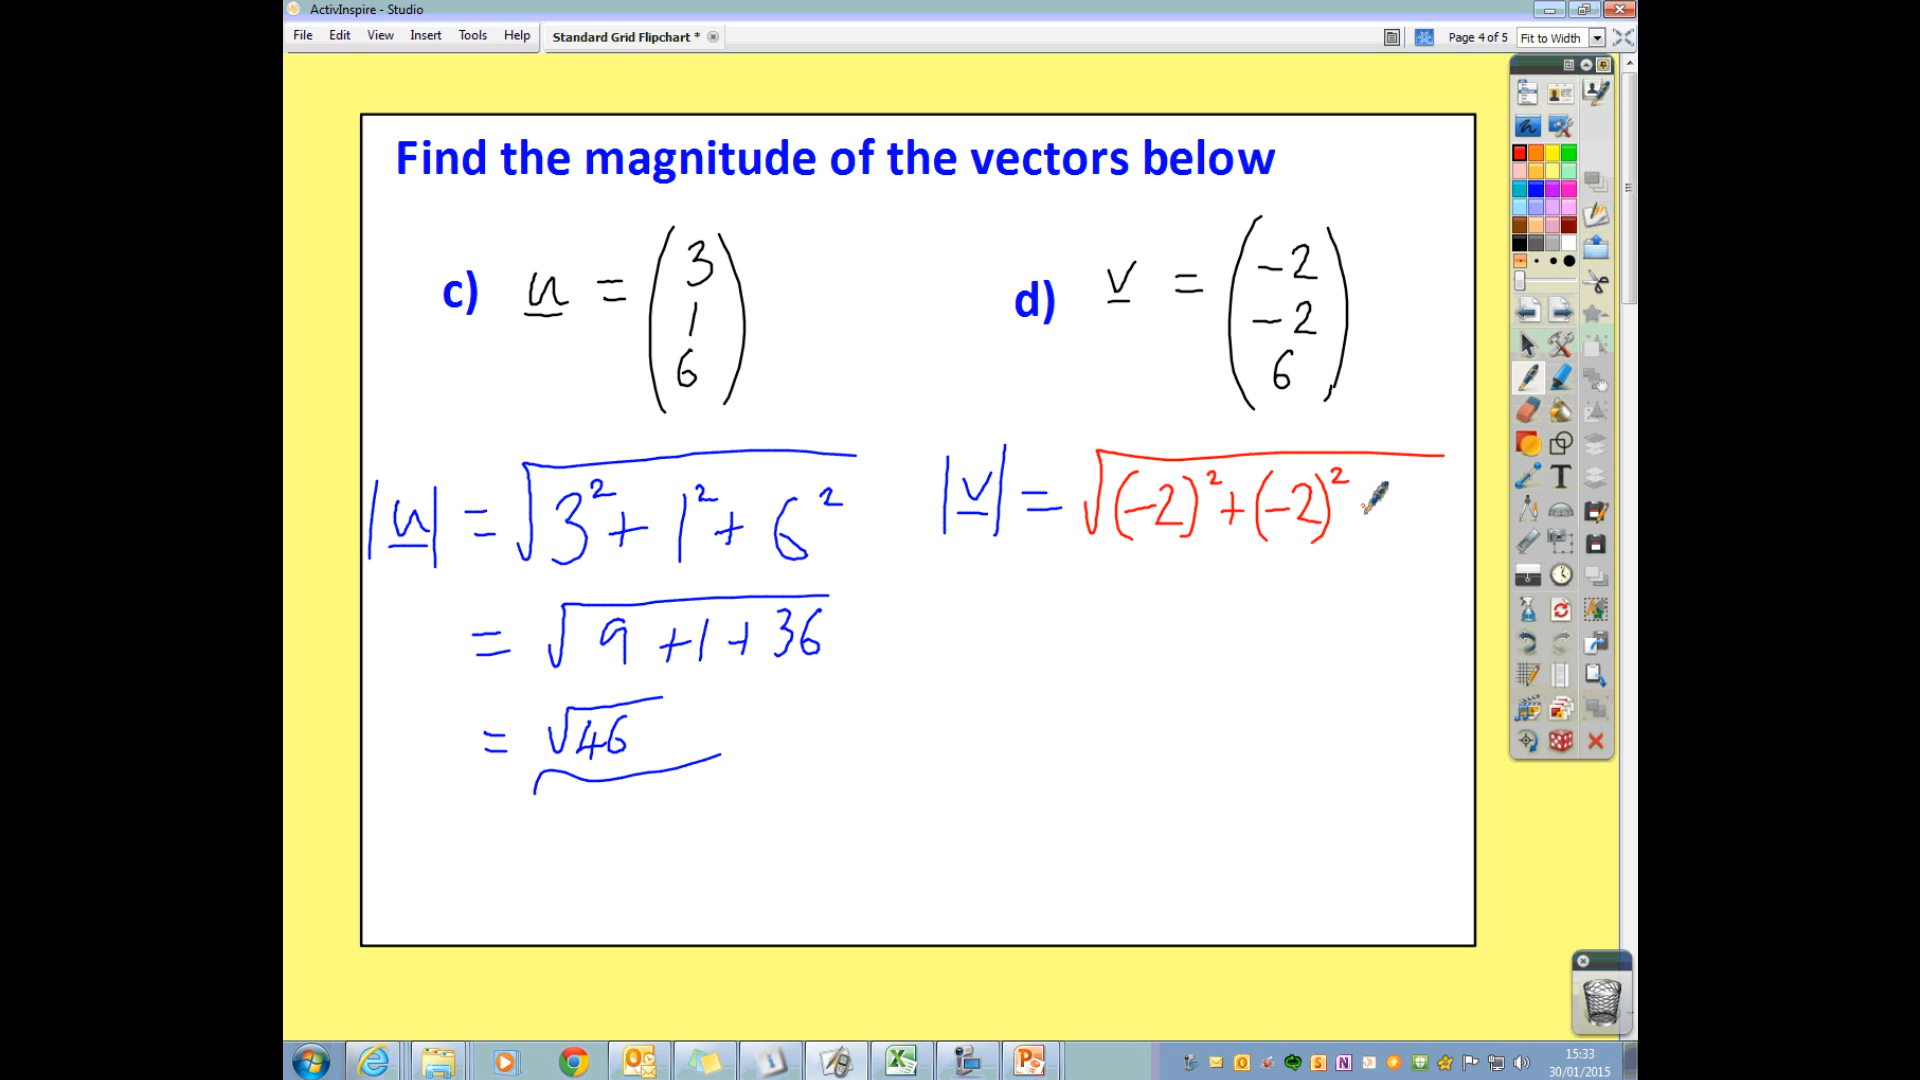 ActivInspire - Studio
File Edit View Insert Tools Help Standard Grid Flipchart * Page 4 of 5 Fit to Width
Find the magnitude of the vectors below
c) u = (3 1 6)
d) v = (-2 -2 6)
|u| = √3² + 1² + 6²
= √9 + 1 + 36
= √46
|v| = √(-2)² + (-2)²
15:33
30/01/2015